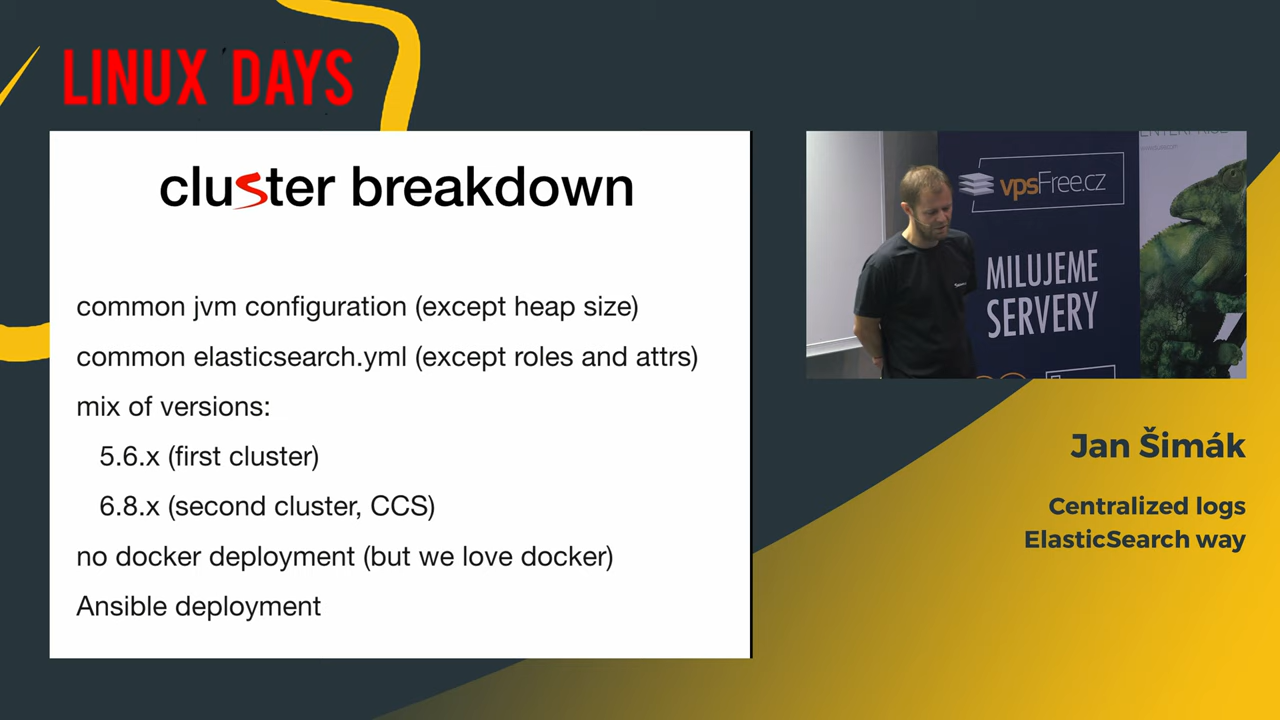 LINUX DAYS
cluster breakdown
common jvm configuration (except heap size)
common elasticsearch.yml (except roles and attrs)
mix of versions:
5.6.x (first cluster)
6.8.x (second cluster, CCS)
no docker deployment (but we love docker)
Ansible deployment
vpsFree.cz
MILUJEME
SERVERY
ENTERPRISE
Jan Šimák
Centralized logs
ElasticSearch way